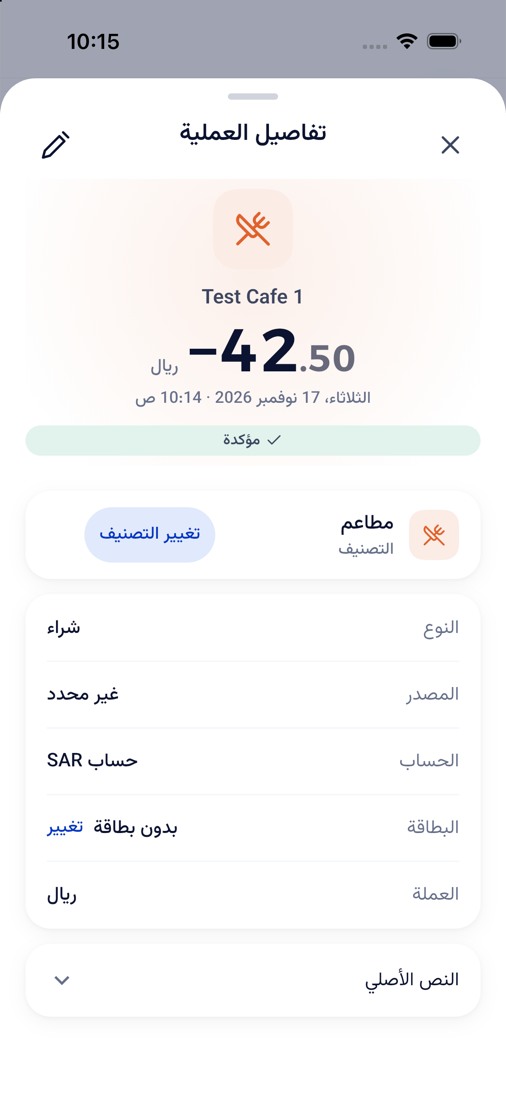 10:15
تفاصيل العملية
Test Cafe 1
−42.50 ريال
الثلاثاء، 17 نوفمبر 2026 · 10:14 ص
مؤكدة
مطاعم
التصنيف
تغيير التصنيف
النوع شراء
المصدر غير محدد
الحساب حساب SAR
البطاقة بدون بطاقة تغيير
العملة ريال
النص الأصلي